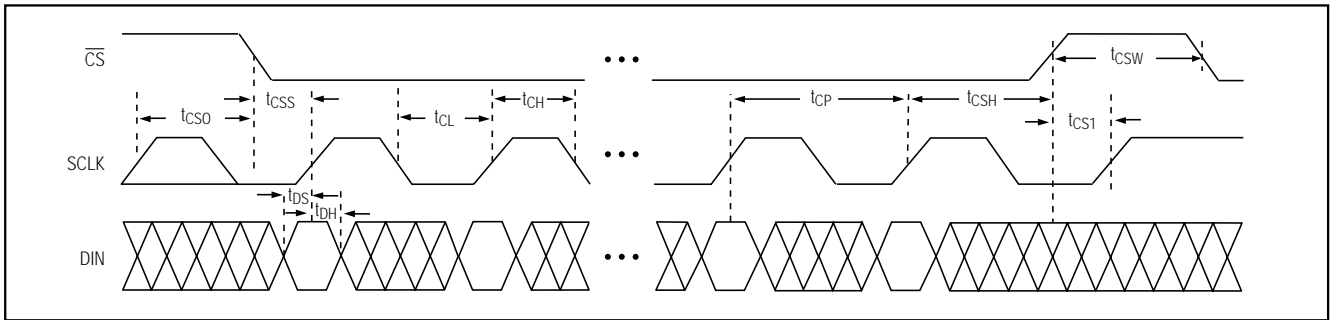 CS
tCSW
tCSS
tCH
tCP
tCSH
tCSO
tCL
tCS1
SCLK
tDS
tDH
DIN